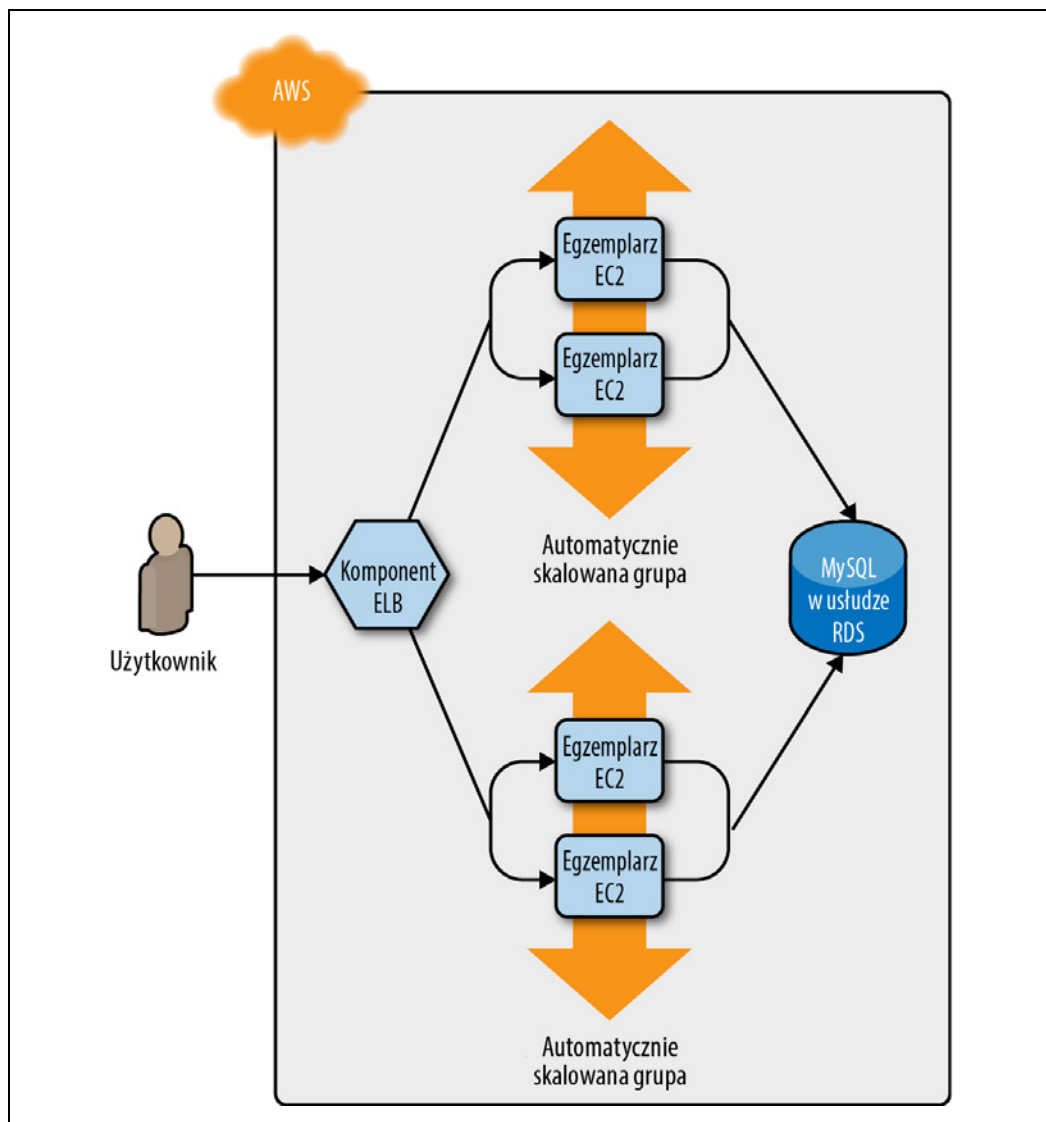 AWS
Egzemplarz
EC2
Egzemplarz
EC2
Automatycznie
skalowana grupa
Użytkownik
Komponent
ELB
MySQL
w usłudze
RDS
Egzemplarz
EC2
Egzemplarz
EC2
Automatycznie
skalowana grupa